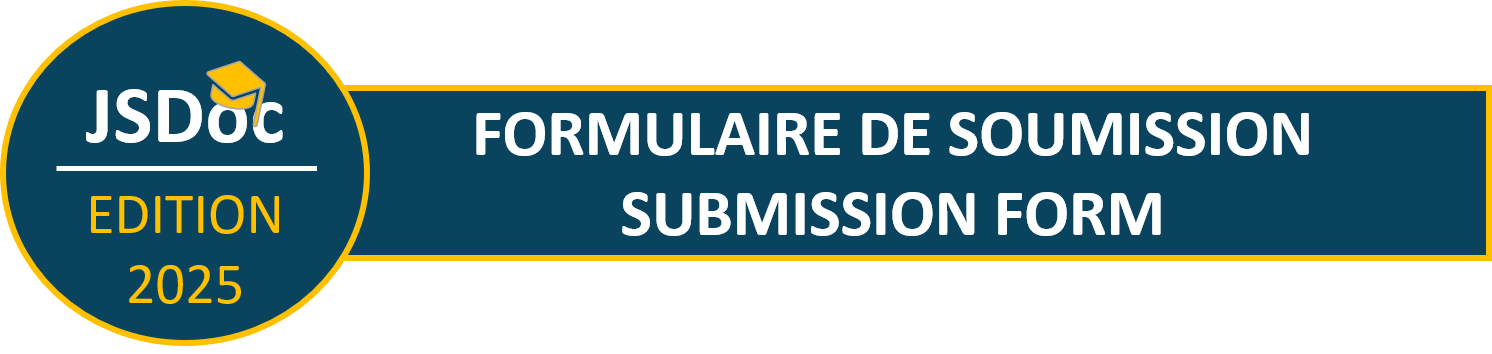 JSDoc
EDITION
2025
FORMULAIRE DE SOUMISSION
SUBMISSION FORM